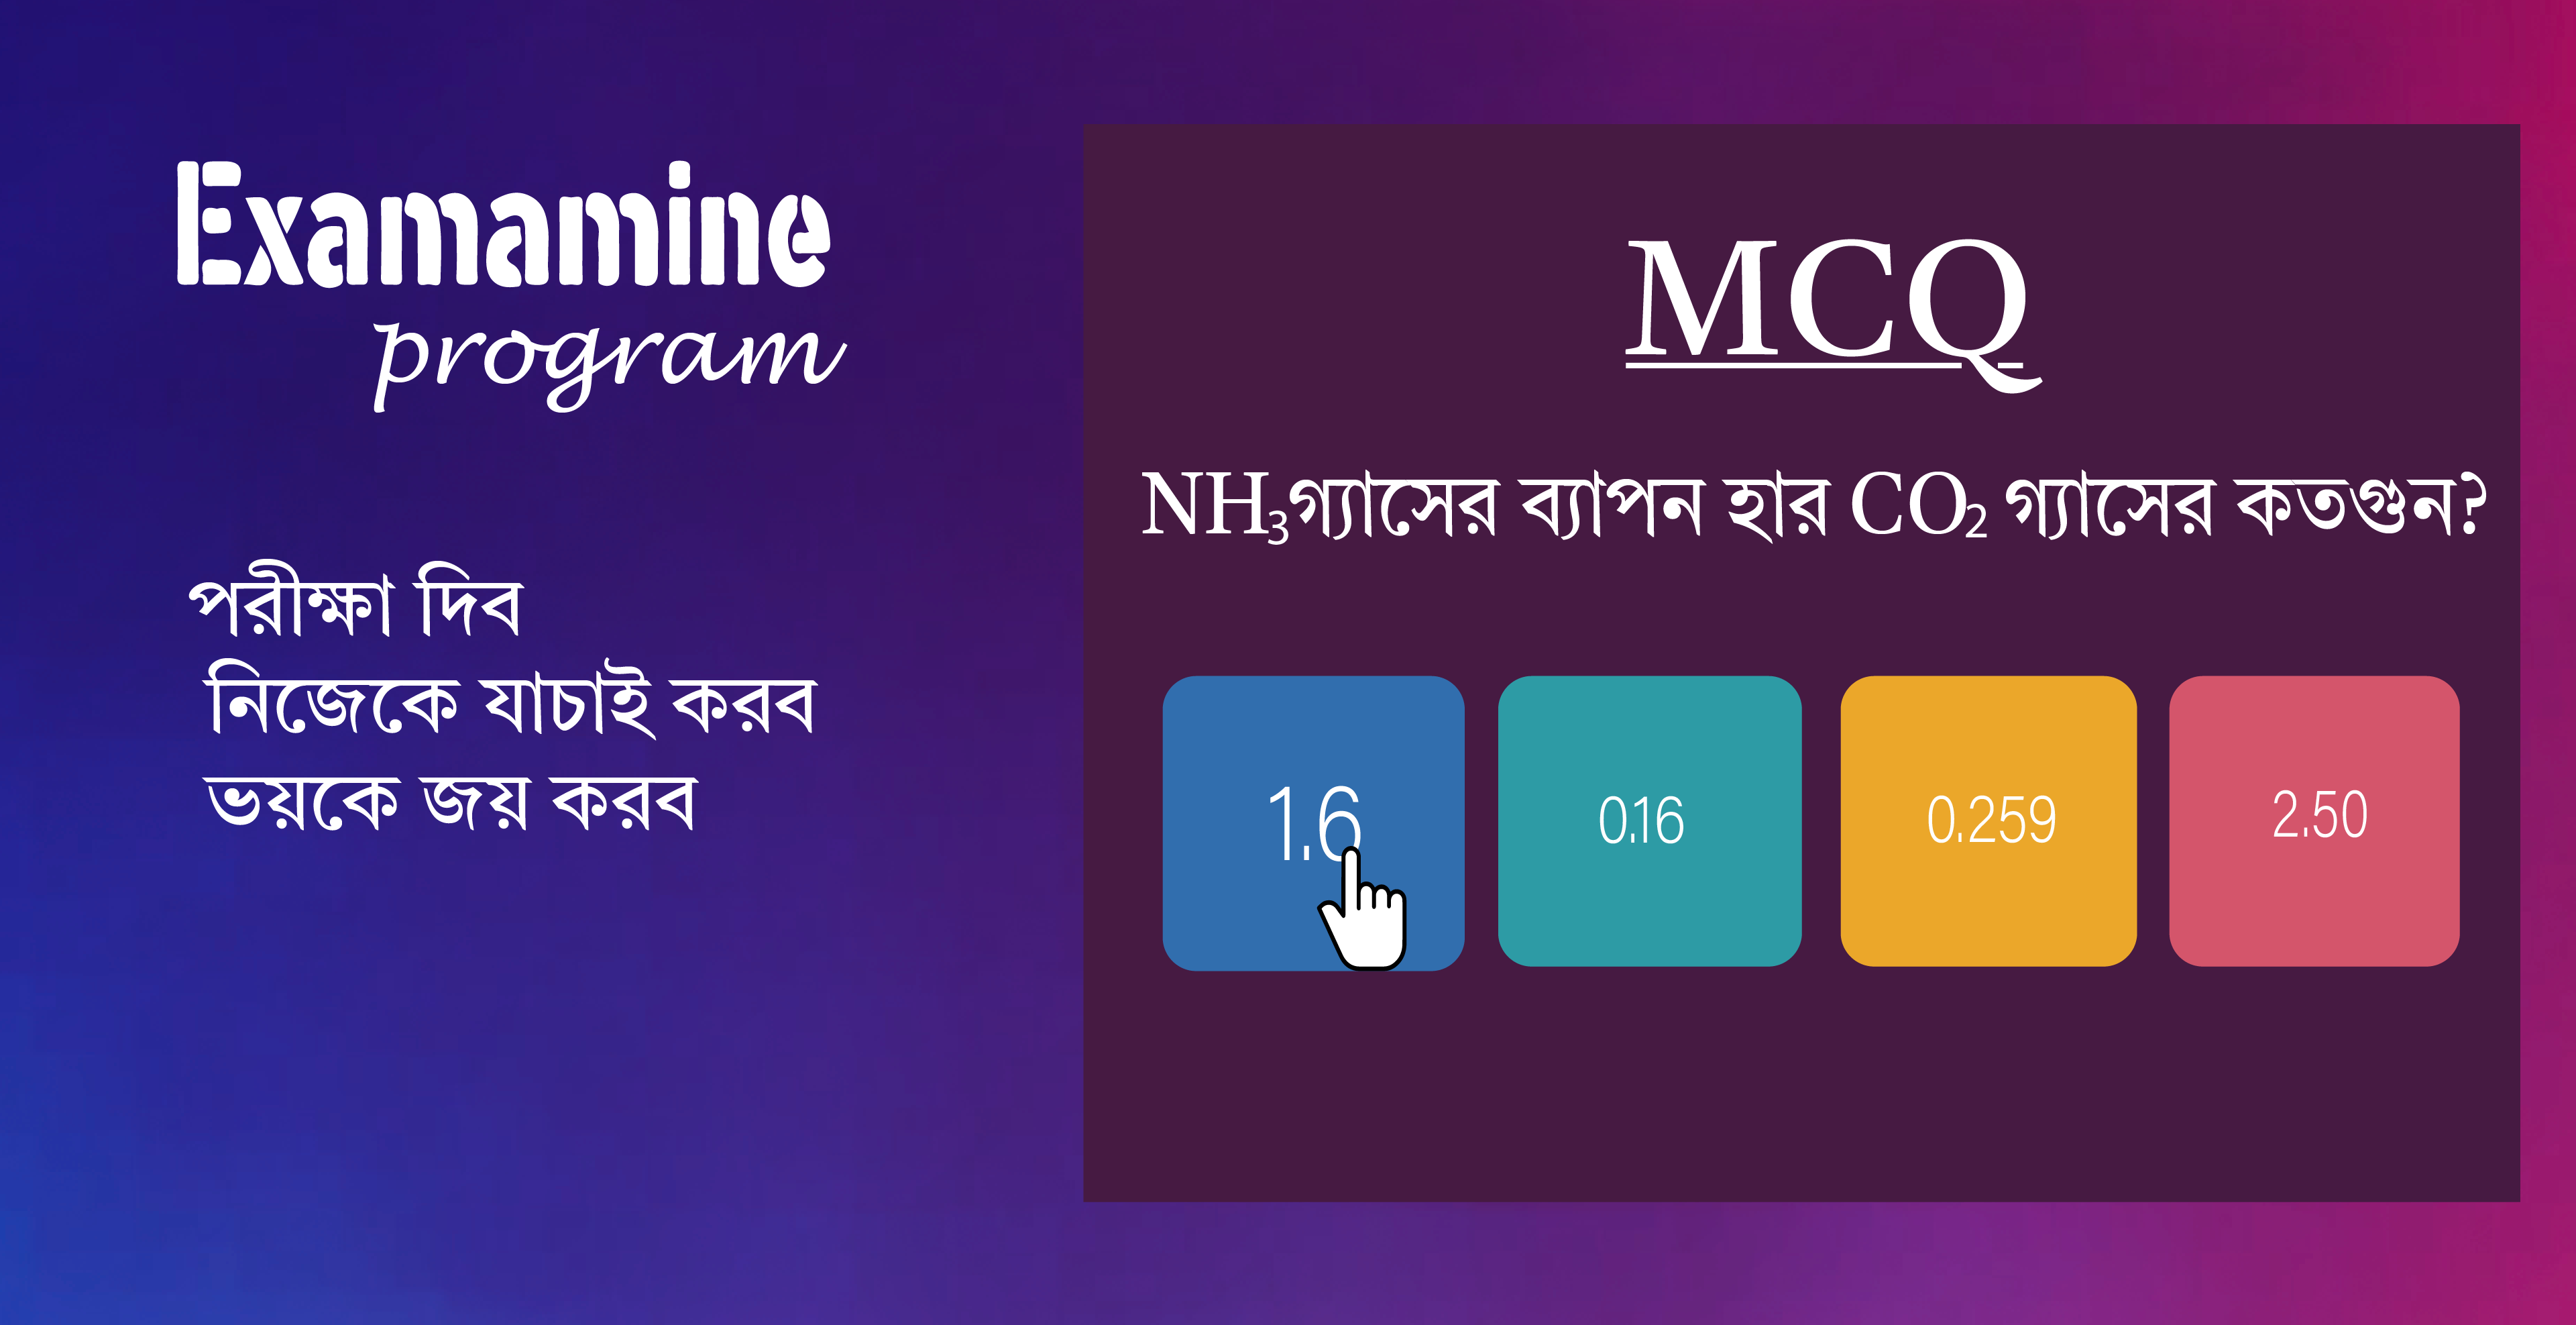 Examamine
program
পরীক্ষা দিব
নিজেকে যাচাই করব
ভয়কে জয় করব
MCQ
NH₃গ্যাসের ব্যাপন হার CO₂ গ্যাসের কতগুন?
1.6
0.16
0.259
2.50